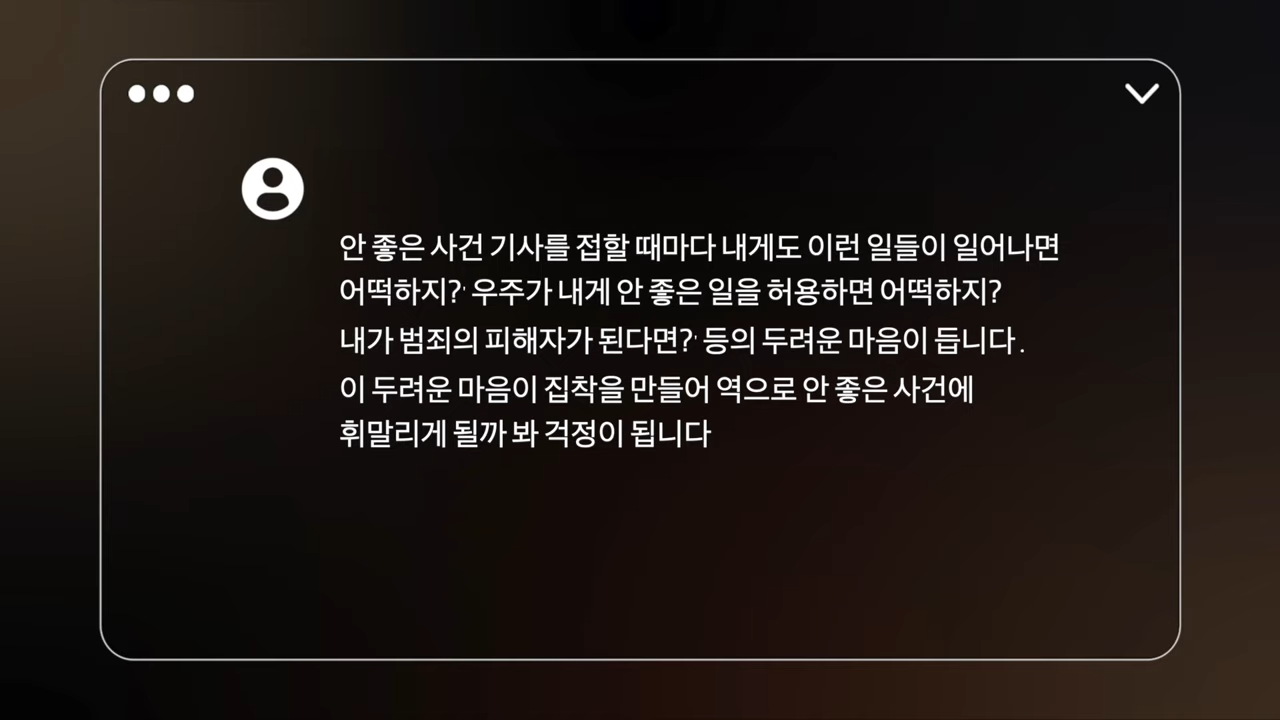 안 좋은 사건 기사를 접할 때마다 내게도 이런 일들이 일어나면
어떡하지?' 우주가 내게 안 좋은 일을 허용하면 어떡하지?
내가 범죄의 피해자가 된다면?' 등의 두려운 마음이 듭니다.
이 두려운 마음이 집착을 만들어 역으로 안 좋은 사건에
휘말리게 될까 봐 걱정이 됩니다